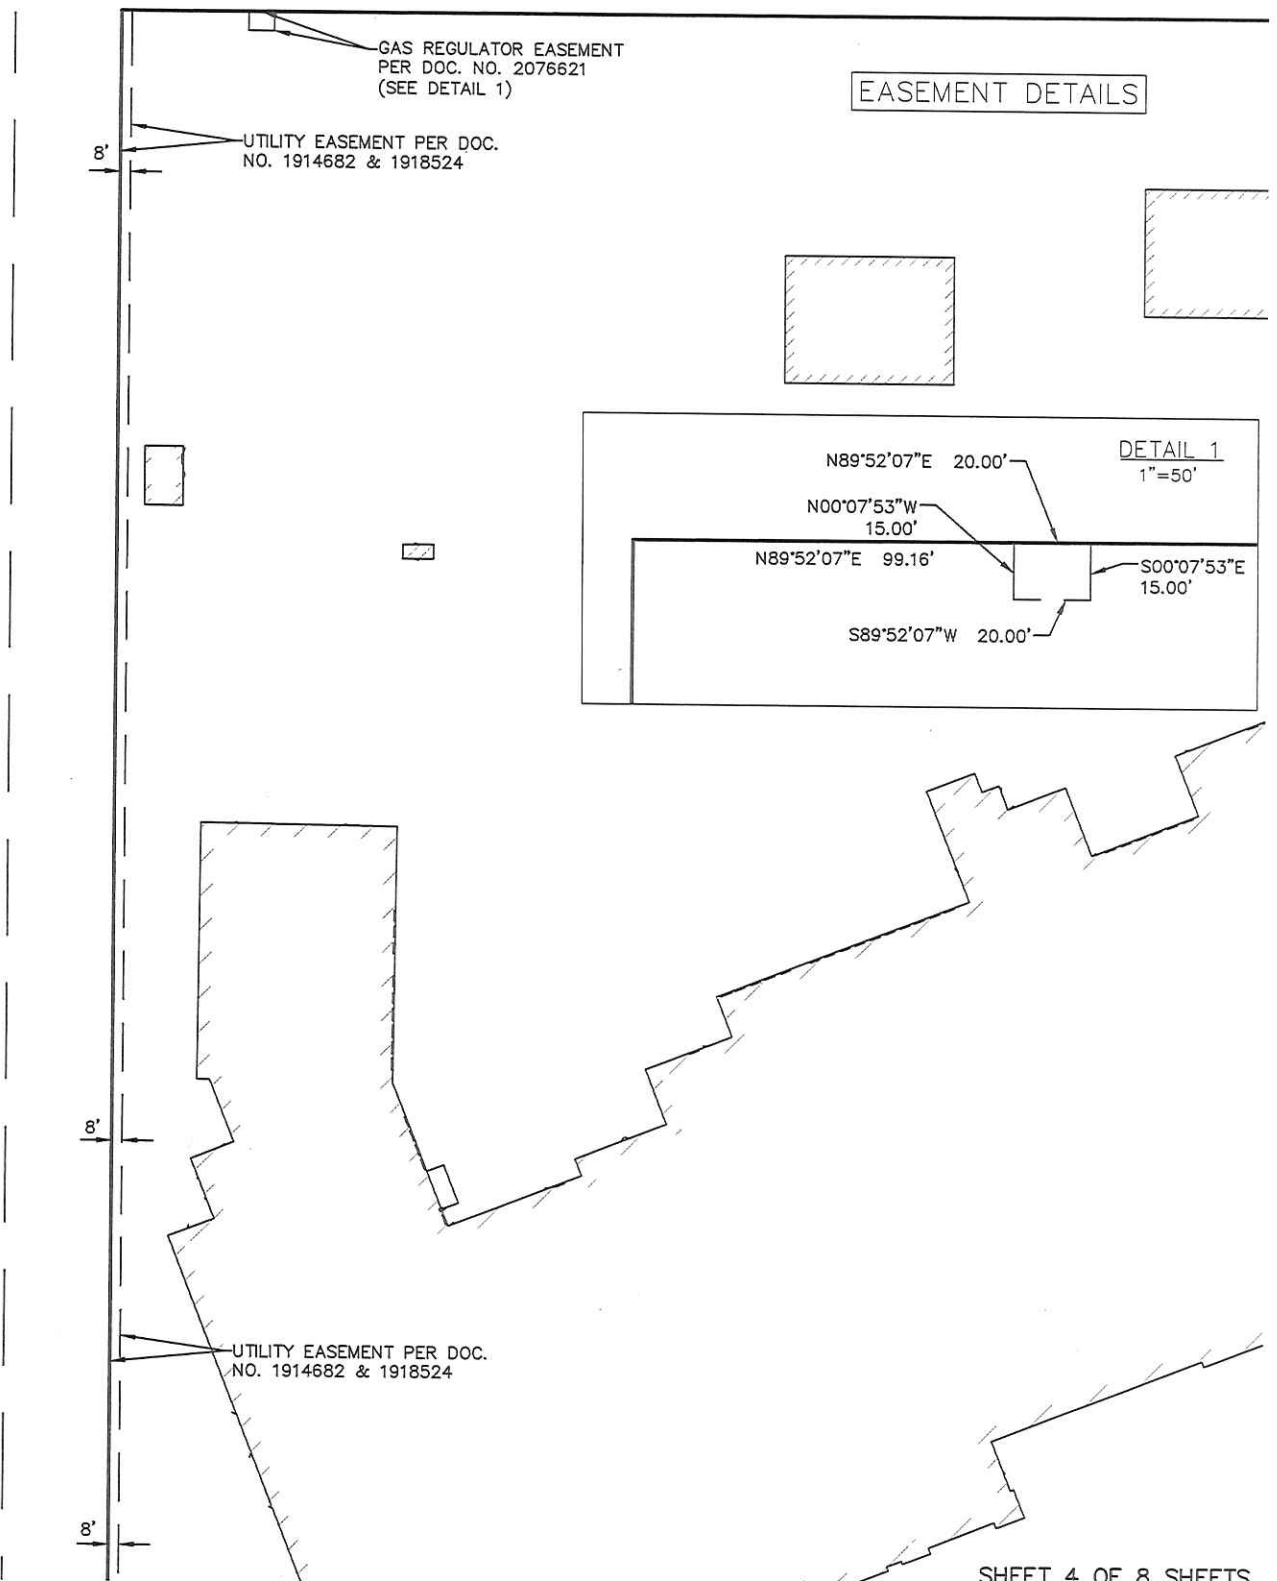 GAS REGULATOR EASEMENT
PER DOC. NO. 2076621
(SEE DETAIL 1)
EASEMENT DETAILS
8'
UTILITY EASEMENT PER DOC.
NO. 1914682 & 1918524
DETAIL 1
1"=50'
N89°52'07"E 20.00'
N00°07'53"W
15.00'
N89°52'07"E 99.16'
S00°07'53"E
15.00'
S89°52'07"W 20.00'
8'
UTILITY EASEMENT PER DOC.
NO. 1914682 & 1918524
8'
SHEET 4 OF 8 SHEETS